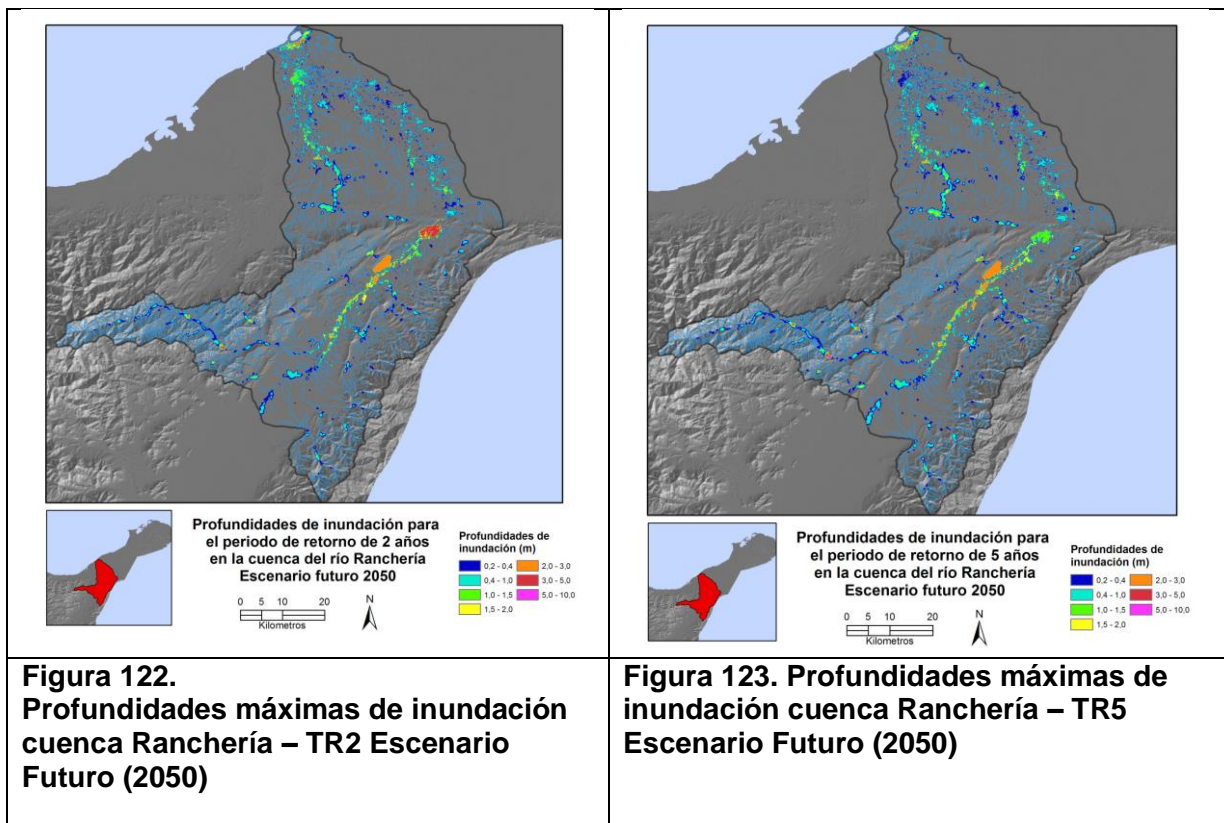 Profundidades de inundación para
el periodo de retorno de 2 años
en la cuenca del río Ranchería
Escenario futuro 2050
0 5 10 20
Kilometros
N
Profundidades de
inundación (m)
0,2 - 0,4
0,4 - 1,0
1,0 - 1,5
1,5 - 2,0
2,0 - 3,0
3,0 - 5,0
5,0 - 10,0
Profundidades de inundación para
el periodo de retorno de 5 años
en la cuenca del río Ranchería
Escenario futuro 2050
0 5 10 20
Kilometros
N
Profundidades de
inundación (m)
0,2 - 0,4
0,4 - 1,0
1,0 - 1,5
1,5 - 2,0
2,0 - 3,0
3,0 - 5,0
5,0 - 10,0
Figura 122.
Profundidades máximas de inundación
cuenca Ranchería – TR2 Escenario
Futuro (2050)
Figura 123. Profundidades máximas de
inundación cuenca Ranchería – TR5
Escenario Futuro (2050)